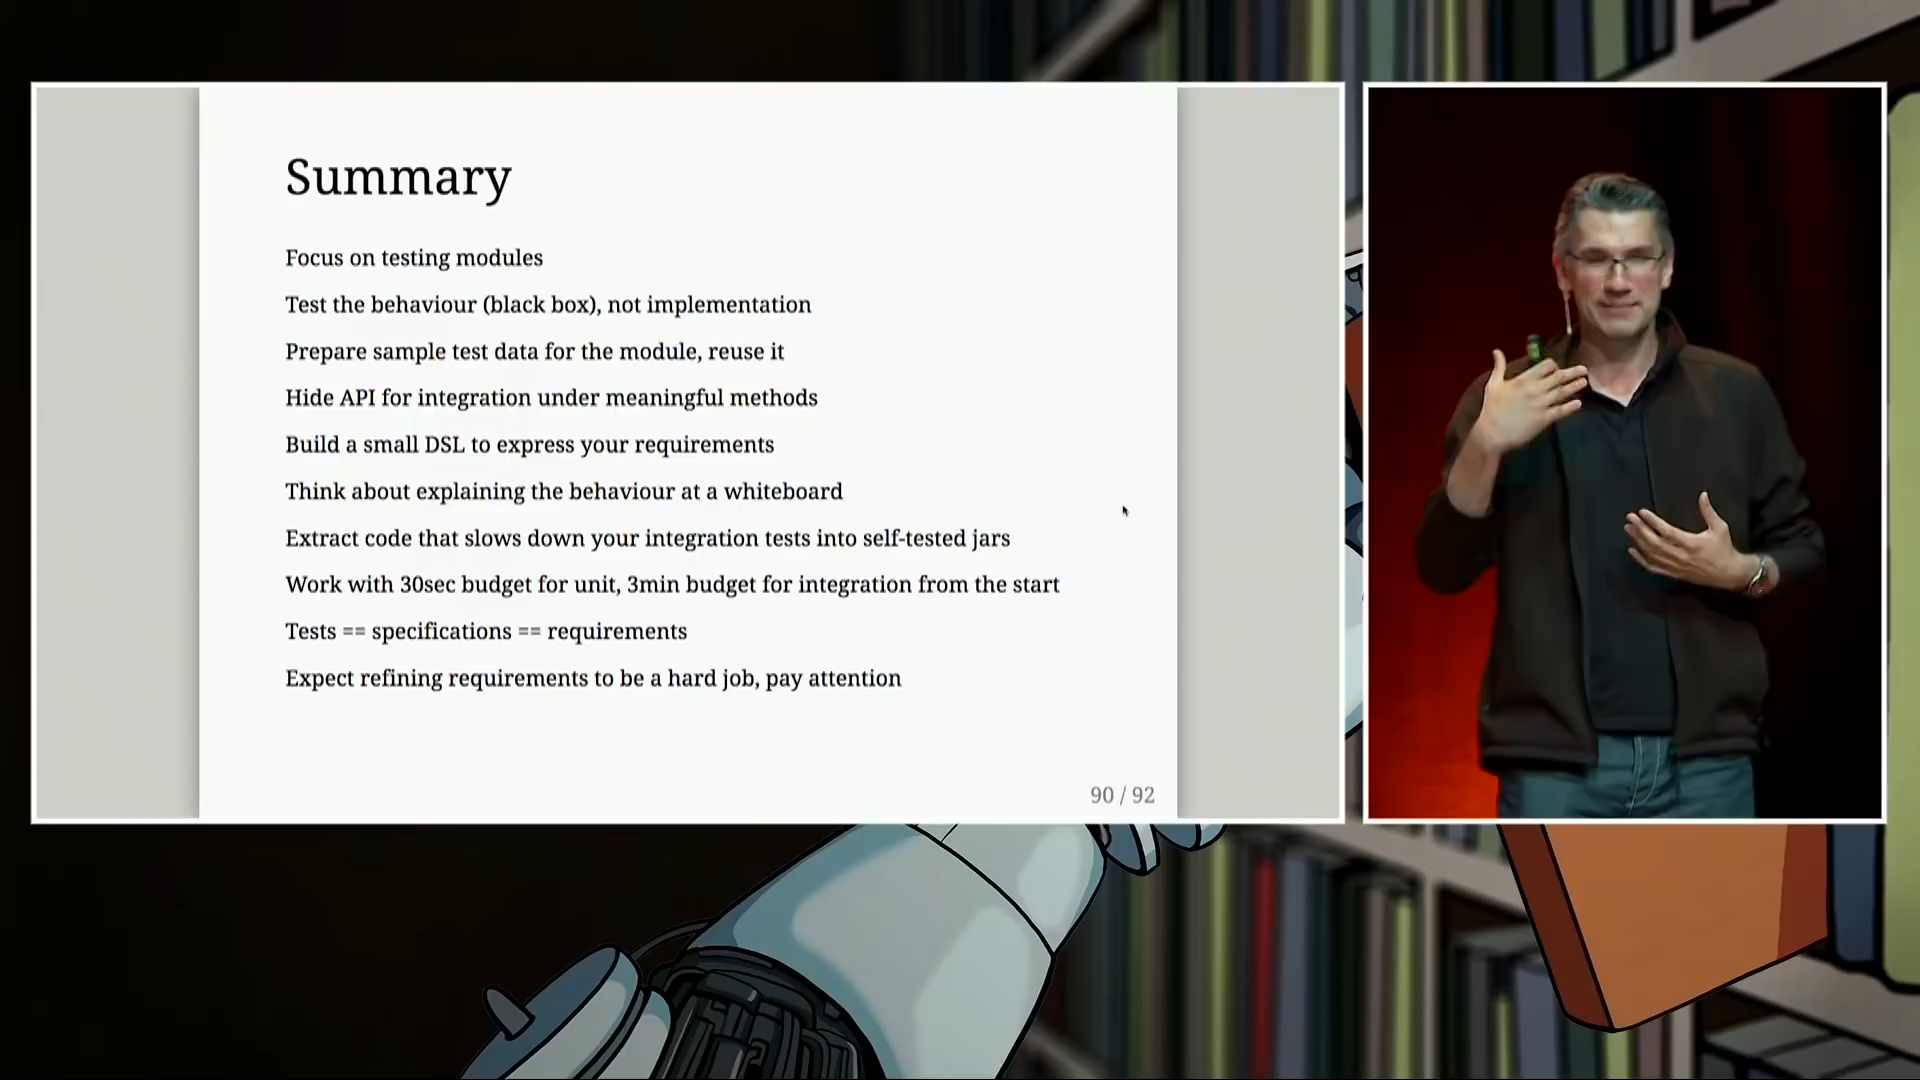 Summary
Focus on testing modules
Test the behaviour (black box), not implementation
Prepare sample test data for the module, reuse it
Hide API for integration under meaningful methods
Build a small DSL to express your requirements
Think about explaining the behaviour at a whiteboard
Extract code that slows down your integration tests into self-tested jars
Work with 30sec budget for unit, 3min budget for integration from the start
Tests == specifications == requirements
Expect refining requirements to be a hard job, pay attention
90 / 92